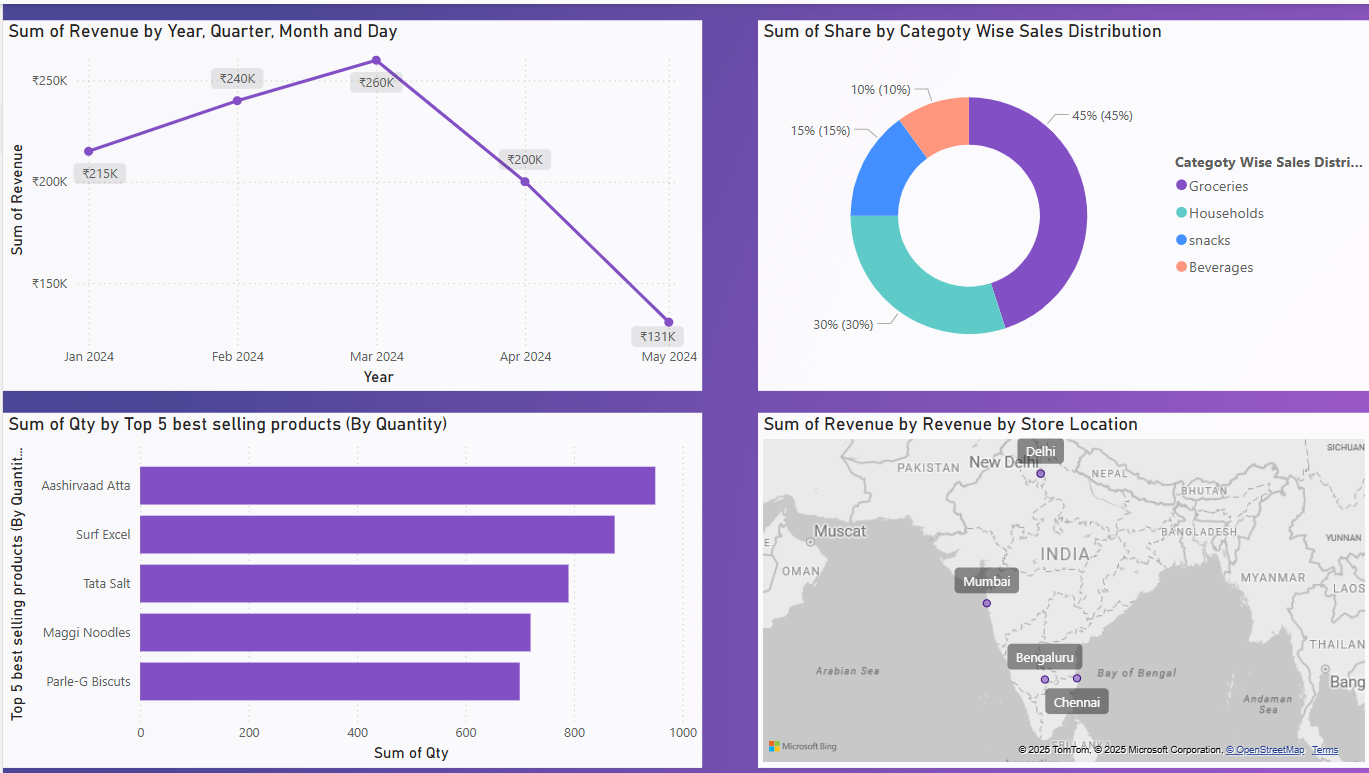 Sum of Revenue by Year, Quarter, Month and Day
Sum of Revenue
₹250K
₹200K
₹150K
₹215K
₹240K
₹260K
₹200K
₹131K
Jan 2024
Feb 2024
Mar 2024
Apr 2024
May 2024
Year
Sum of Share by Categoty Wise Sales Distribution
10% (10%)
15% (15%)
45% (45%)
30% (30%)
Categoty Wise Sales Distri...
Groceries
Households
snacks
Beverages
Sum of Qty by Top 5 best selling products (By Quantity)
Top 5 best selling products (By Quantit...
Aashirvaad Atta
Surf Excel
Tata Salt
Maggi Noodles
Parle-G Biscuts
0
200
400
600
800
1000
Sum of Qty
Sum of Revenue by Revenue by Store Location
Delhi
New Delhi
PAKISTAN
NEPAL
SICHUAN
BHUTAN
Muscat
BANGLADESH
YUNNAN
INDIA
OMAN
Mumbai
MYANMAR
LAOS
THAILAN
Bengaluru
Arabian Sea
Bay of Bengal
Bang
Chennai
Andaman
Sea
Microsoft Bing
SRI LANKA
© 2025 TomTom, © 2025 Microsoft Corporation, © OpenStreetMap Terms